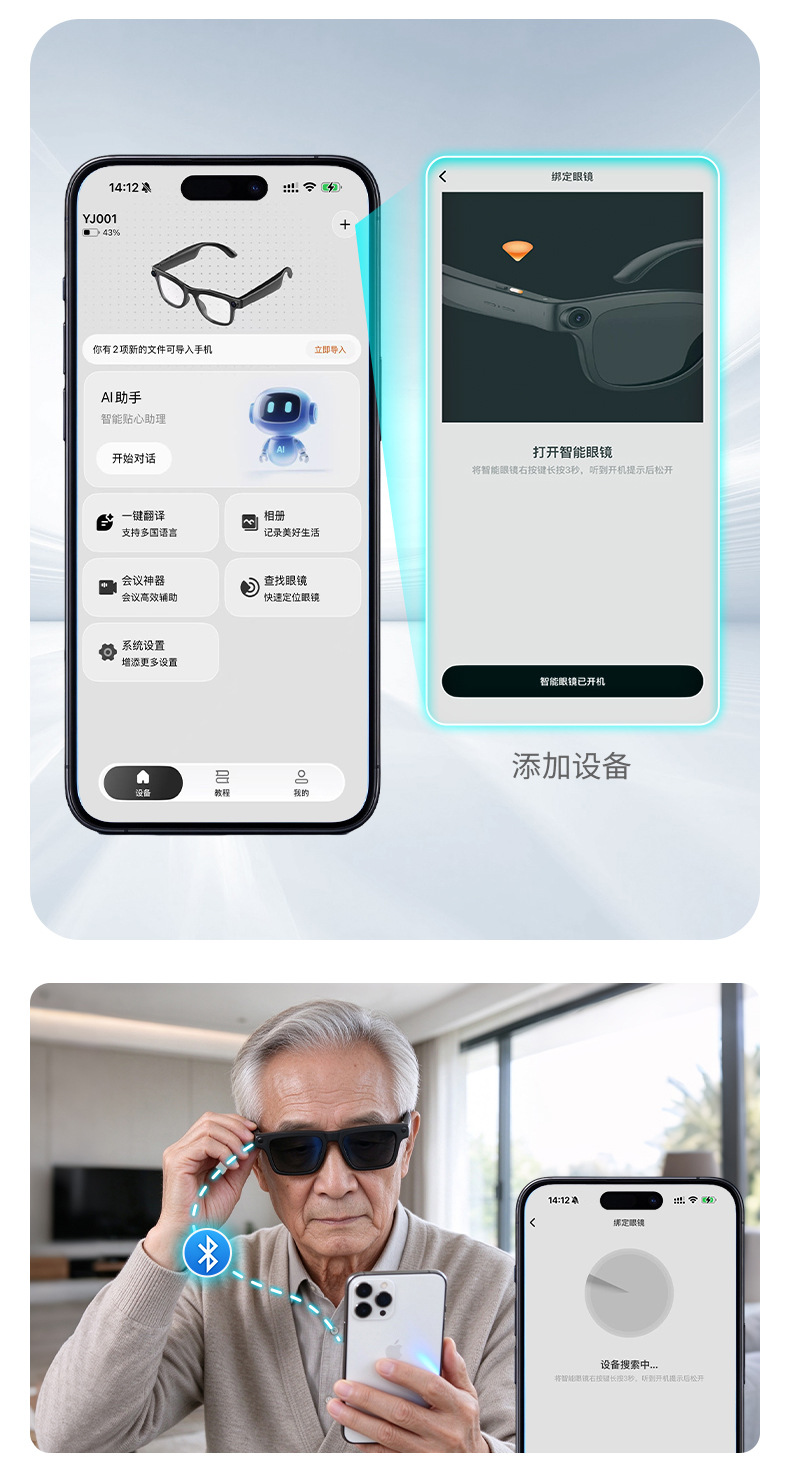 14:12
YJ001
43%
你有2项新的文件可导入手机
立即导入
AI助手
智能贴心助理
开始对话
AI
一键翻译
支持多国语言
相册
记录美好生活
会议神器
会议高效辅助
查找眼镜
快速定位眼镜
系统设置
增添更多设置
设备
教程
我的
绑定眼镜
打开智能眼镜
将智能眼镜右按键长按3秒，听到开机提示后松开
智能眼镜已开机
添加设备
14:12
绑定眼镜
设备搜索中...
将智能眼镜右按键长按3秒，听到开机提示后松开